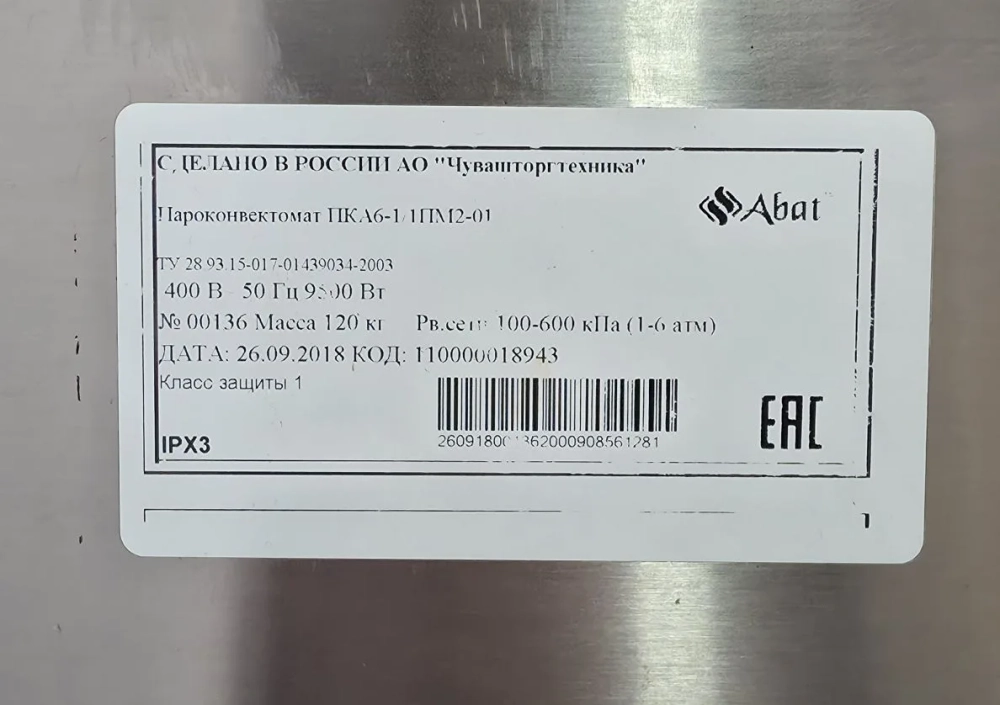 СДЕЛАНО В РОССИИ АО "Чувашторгтехника"
Abat
Пароконвектомат ПКА6-1/1ПМ2-01
ТУ 28.93.15-017-01439034-2003
400 В 50 Гц 9500 Вт
№ 00136 Масса 120 кг Рв.сети: 100-600 кПа (1-6 атм)
ДАТА: 26.09.2018 КОД: 110000018943
Класс защиты 1
EAC
IPX3